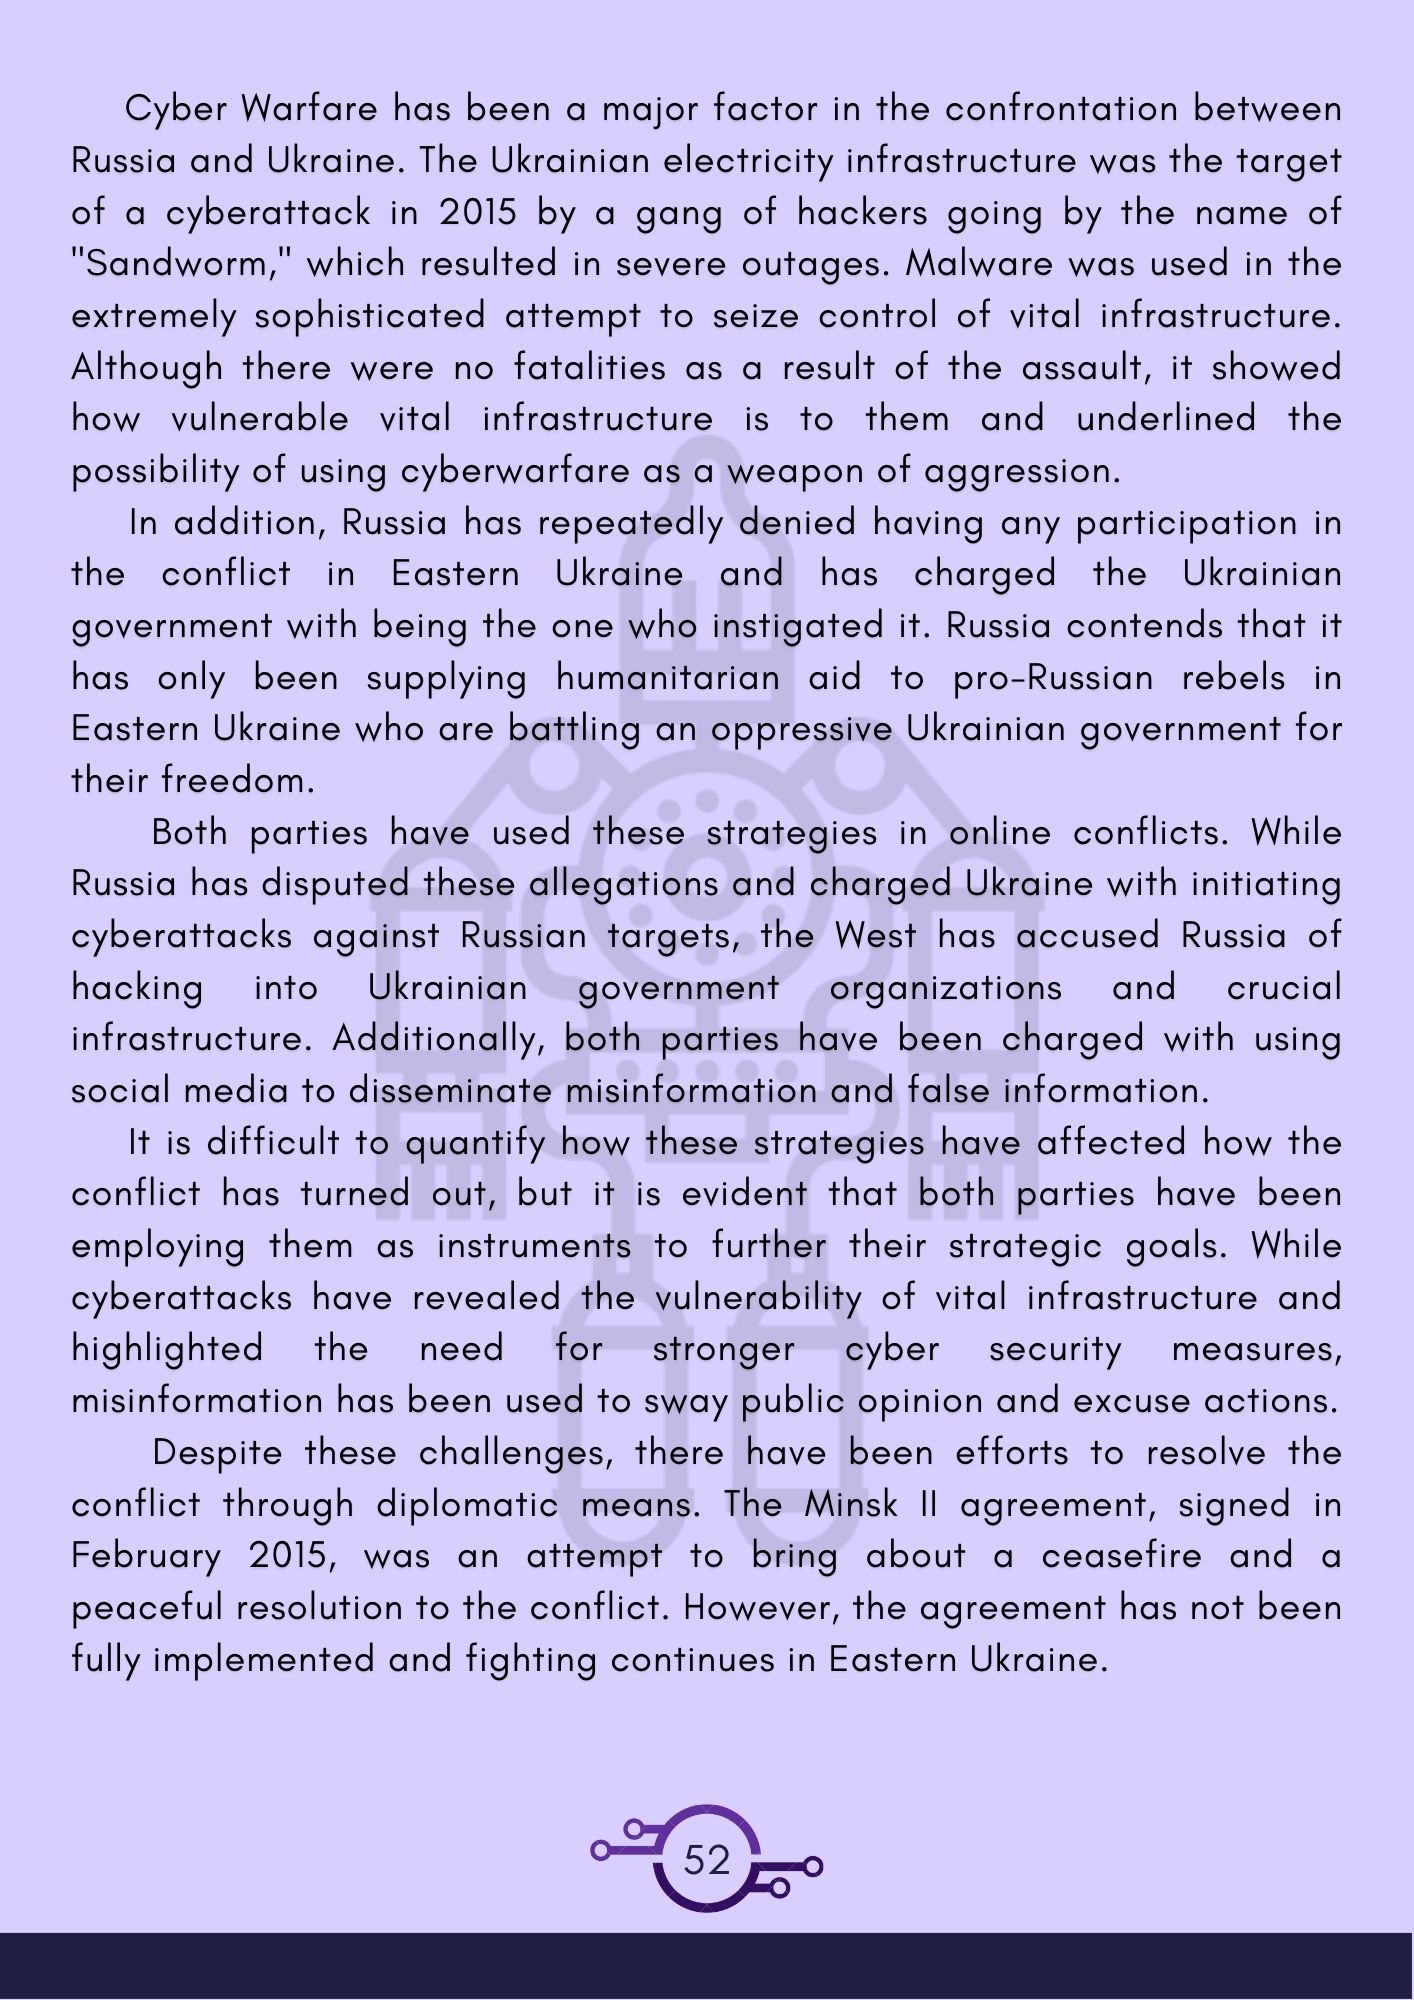 Cyber Warfare has been a major factor in the confrontation between
Russia and Ukraine. The Ukrainian electricity infrastructure was the target
of a cyberattack in 2015 by a gang of hackers going by the name of
"Sandworm," which resulted in severe outages. Malware was used in the
extremely sophisticated attempt to seize control of vital infrastructure.
Although there were no fatalities as a result of the assault, it showed
how vulnerable vital infrastructure is to them and underlined the
possibility of using cyberwarfare as a weapon of aggression.
In addition, Russia has repeatedly denied having any participation in
the conflict in Eastern Ukraine and has charged the Ukrainian
government with being the one who instigated it. Russia contends that it
has only been supplying humanitarian aid to pro-Russian rebels in
Eastern Ukraine who are battling an oppressive Ukrainian government for
their freedom.
Both parties have used these strategies in online conflicts. While
Russia has disputed these allegations and charged Ukraine with initiating
cyberattacks against Russian targets, the West has accused Russia of
hacking into Ukrainian government organizations and crucial
infrastructure. Additionally, both parties have been charged with using
social media to disseminate misinformation and false information.
It is difficult to quantify how these strategies have affected how the
conflict has turned out, but it is evident that both parties have been
employing them as instruments to further their strategic goals. While
cyberattacks have revealed the vulnerability of vital infrastructure and
highlighted the need for stronger cyber security measures,
misinformation has been used to sway public opinion and excuse actions.
Despite these challenges, there have been efforts to resolve the
conflict through diplomatic means. The Minsk II agreement, signed in
February 2015, was an attempt to bring about a ceasefire and a
peaceful resolution to the conflict. However, the agreement has not been
fully implemented and fighting continues in Eastern Ukraine.
52